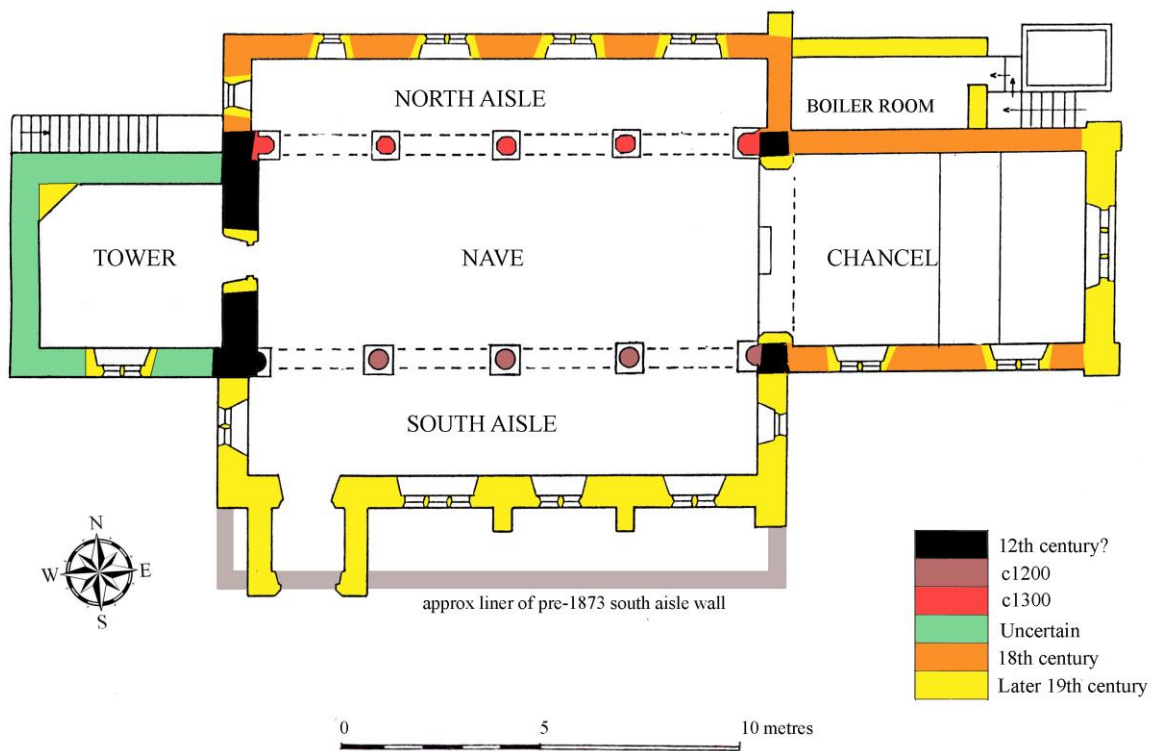 NORTH AISLE
BOILER ROOM
TOWER
NAVE
CHANCEL
SOUTH AISLE
N
W
E
S
approx liner of pre-1873 south aisle wall
12th century?
c1200
c1300
Uncertain
18th century
Later 19th century
0 5 10 metres